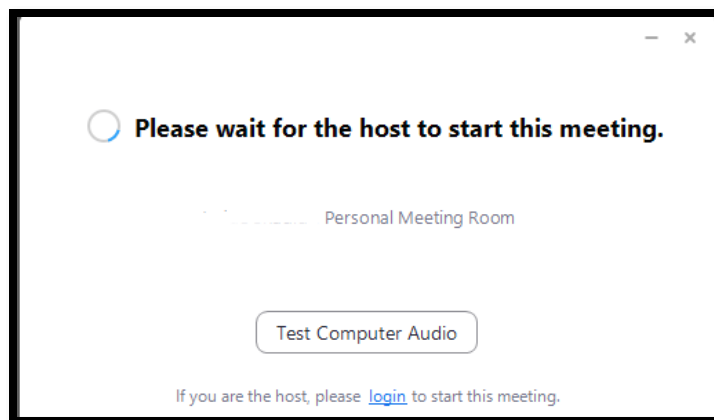 Please wait for the host to start this meeting.
Personal Meeting Room
Test Computer Audio
If you are the host, please login to start this meeting.